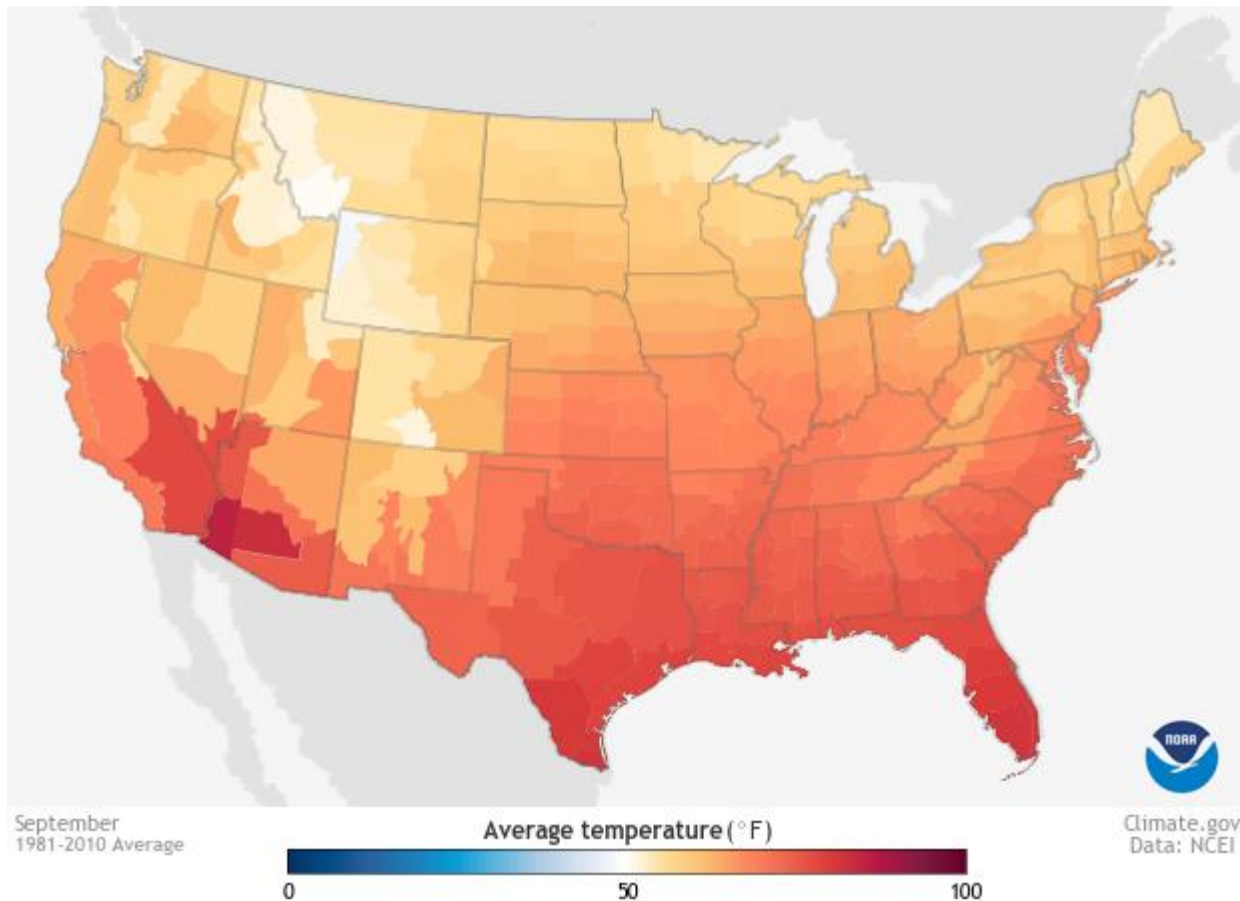 NOAA
September
1981-2010 Average
Average temperature (°F)
0 50 100
Climate.gov
Data: NCEI